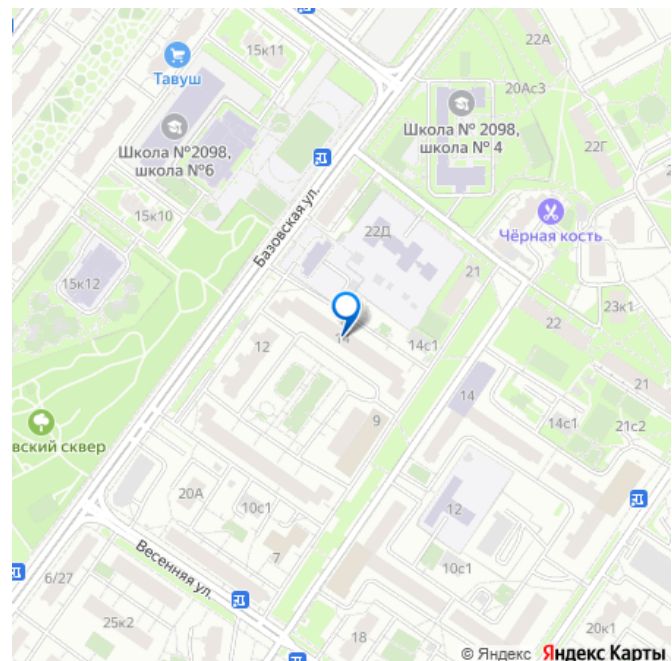 22А
15к11
Тавуш
20Ас3
Школа № 2098,
школа № 4
Школа №2098,
школа №6
22Г
Базовская ул.
15к10
22Д
Чёрная кость
15к12
21
23к1
22
14
12
14с1
21
14
14с1
21с2
9
вский сквер
20А
10с1
12
Весенняя ул.
7
10с1
6/27
25к2
18
20к1
© Яндекс Яндекс Карты